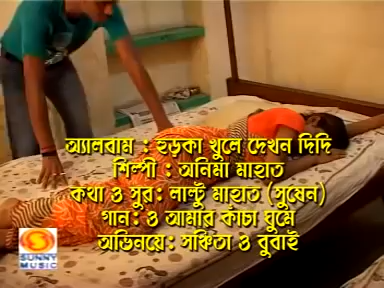 অ্যালবাম : হুড়কা খুলে দেখন দিদি
শিল্পী : অনিমা মাহাত
কথা ও সুর: লাল্টু মাহাত (সুষেন)
গান: ও আমার কাঁচা ঘুমে
অভিনয়ে: সঞ্চিতা ও বুবাই
SUNNY
MUSIC